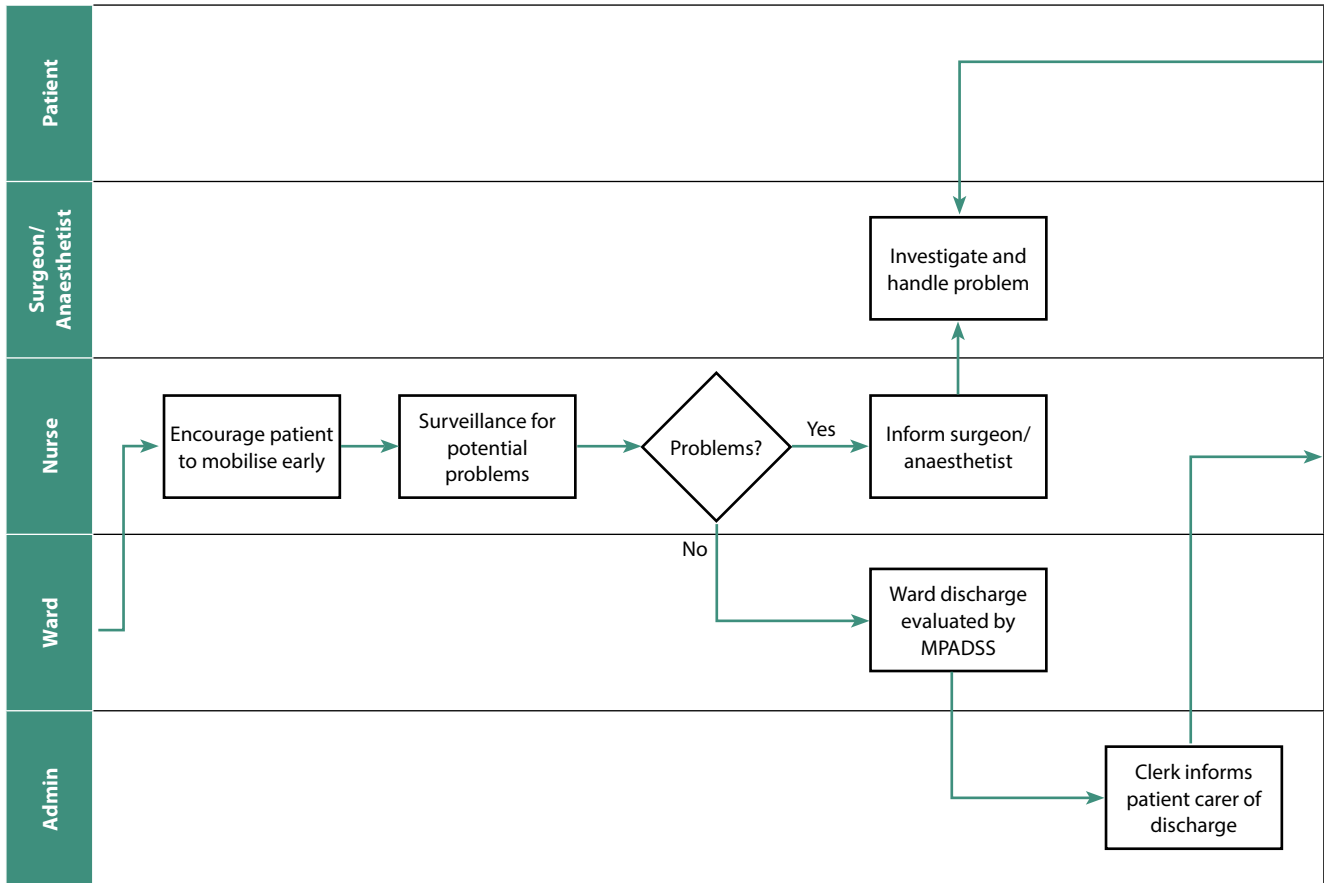 Patient
Surgeon/
Anaesthetist
Investigate and
handle problem
Nurse
Encourage patient
to mobilise early
Surveillance for
potential
problems
Problems?
Yes
Inform surgeon/
anaesthetist
No
Ward
Ward discharge
evaluated by
MPADSS
Admin
Clerk informs
patient carer of
discharge